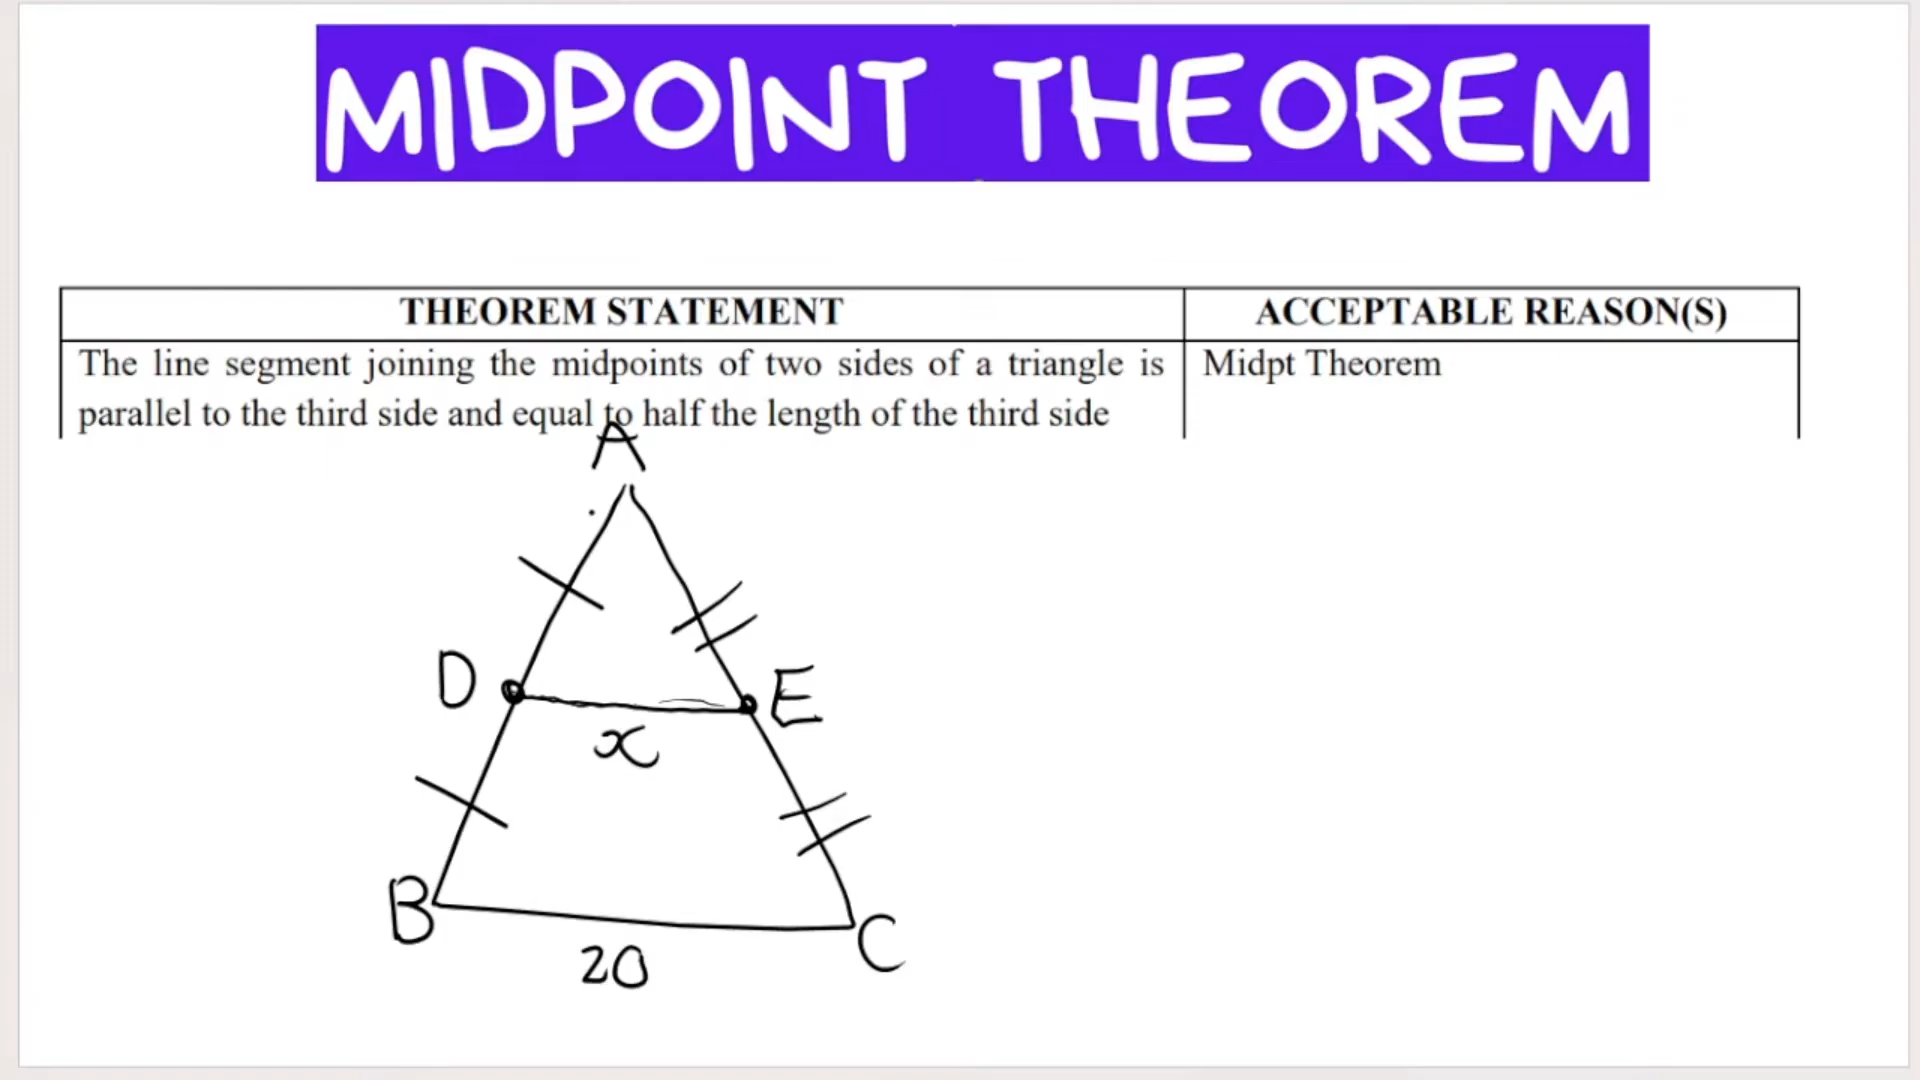 MIDPOINT THEOREM
THEOREM STATEMENT
ACCEPTABLE REASON(S)
The line segment joining the midpoints of two sides of a triangle is
parallel to the third side and equal to half the length of the third side
Midpt Theorem
A
D
E
x
B
C
20